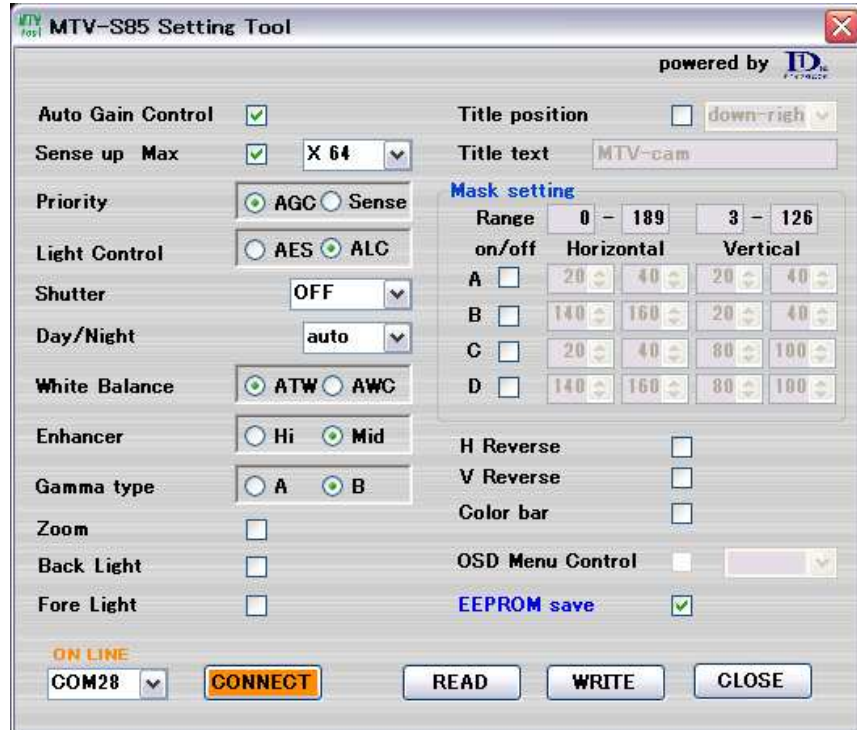 MTV-S85 Setting Tool
powered by
Auto Gain Control
Sense up Max X 64
Priority AGC Sense
Light Control AES ALC
Shutter OFF
Day/Night auto
White Balance ATW AWC
Enhancer Hi Mid
Gamma type A B
Zoom
Back Light
Fore Light
Title position down-righ
Title text MTV-cam
Mask setting
Range 0 - 189 3 - 126
on/off Horizontal Vertical
A 20 40 20 40
B 140 160 20 40
C 20 40 80 100
D 140 160 80 100
H Reverse
V Reverse
Color bar
OSD Menu Control
EEPROM save
ON LINE
COM28 CONNECT READ WRITE CLOSE